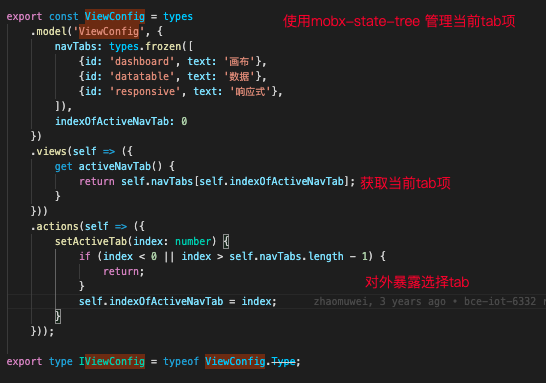 export const ViewConfig = types
使用mobx-state-tree 管理当前tab项
.model('ViewConfig', {
navTabs: types.frozen([
{id: 'dashboard', text: '画布'},
{id: 'datatable', text: '数据'},
{id: 'responsive', text: '响应式'},
]),
indexOfActiveNavTab: 0
})
.views(self => ({
get activeNavTab() {
return self.navTabs[self.indexOfActiveNavTab];
获取当前tab项
}
}))
.actions(self => ({
setActiveTab(index: number) {
if (index < 0 || index > self.navTabs.length - 1) {
return;
}
对外暴露选择tab
self.indexOfActiveNavTab = index;
zhaomuwei, 3 years ago • bce-iot-6332
}
}));
export type IViewConfig = typeof ViewConfig.Type;